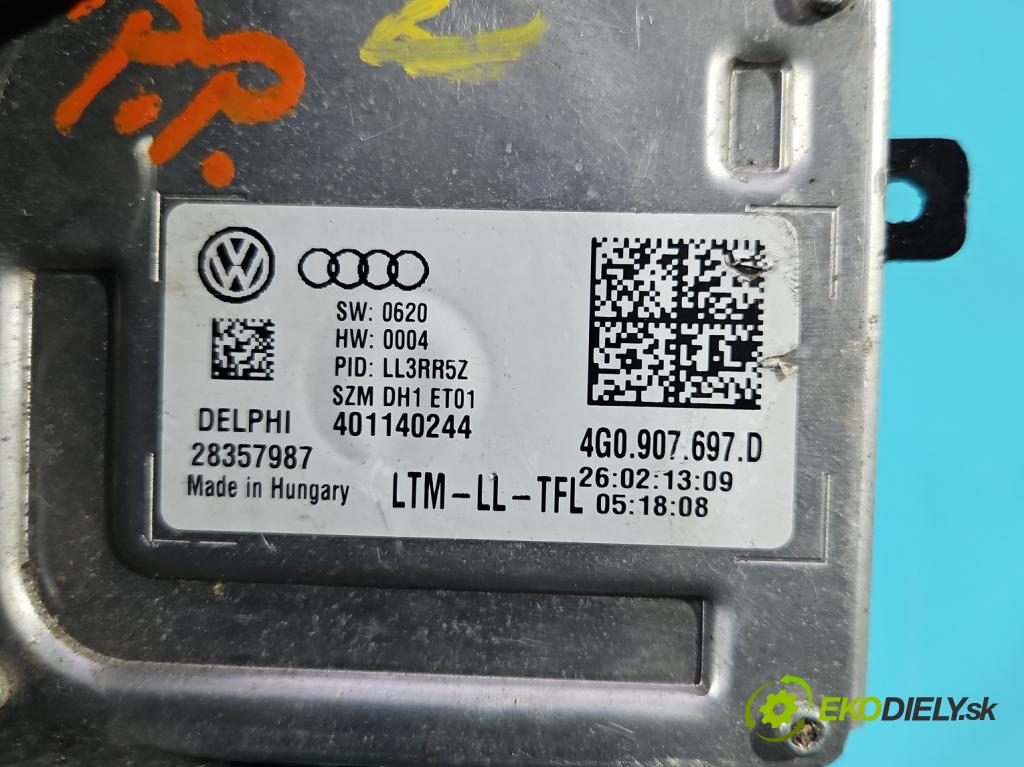 P.P.
SW: 0620
HW: 0004
PID: LL3RR5Z
SZM DH1 ET01
401140244
DELPHI
28357987
Made in Hungary
LTM-LL-TFL
4G0.907.697.D
26:02:13:09
05:18:08
EKODIELY.sk